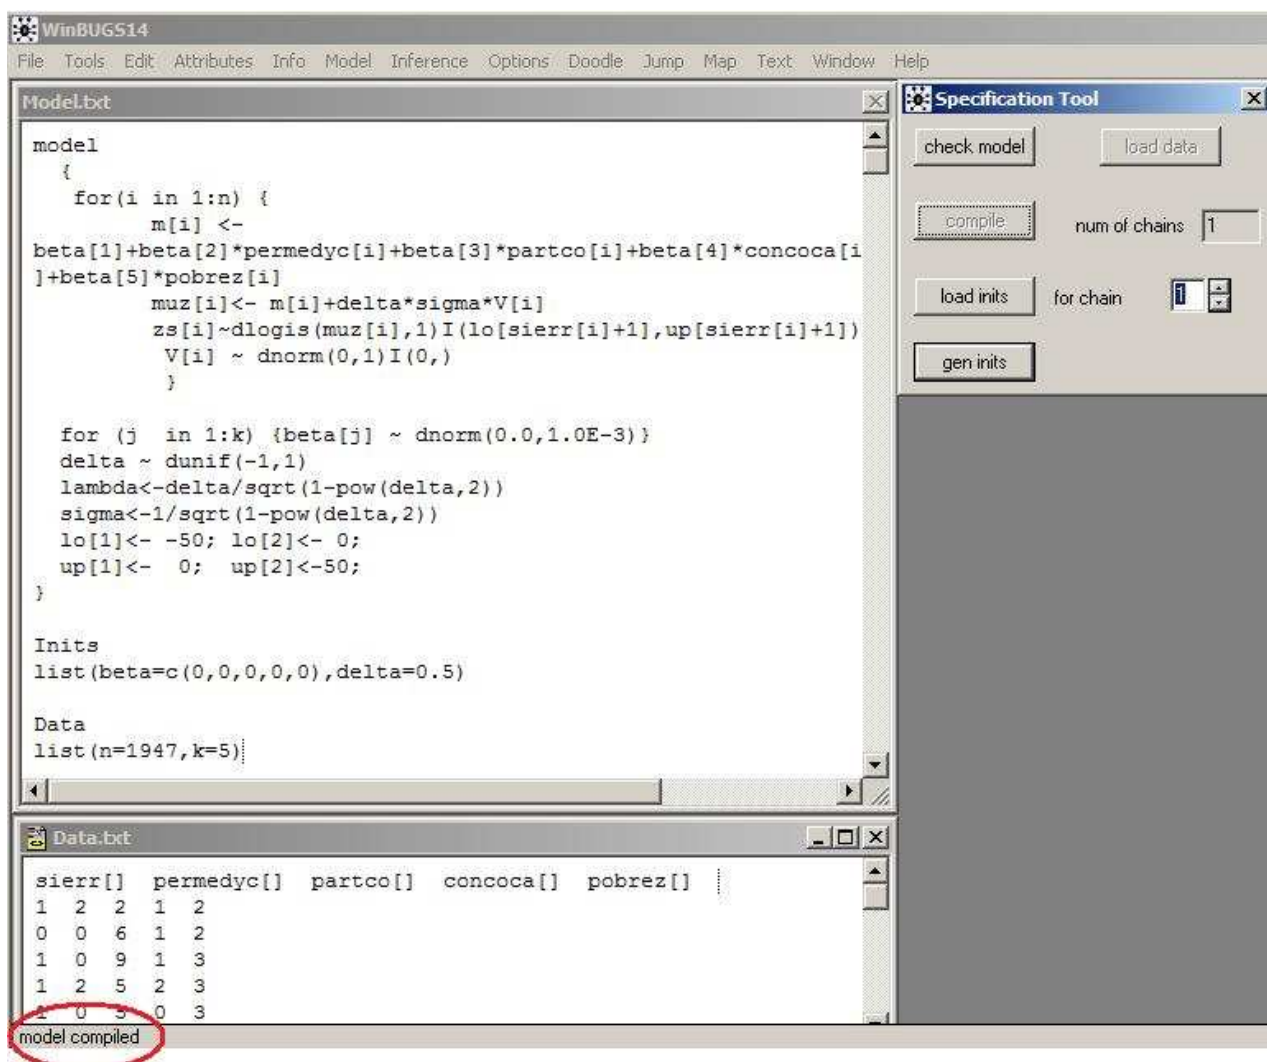 WinBUGS14
File Tools Edit Attributes Info Model Inference Options Doodle Jump Map Text Window Help
Model.txt
model
{
for(i in 1:n) {
m[i] <-
beta[1]+beta[2]*permedyc[i]+beta[3]*partco[i]+beta[4]*concoca[i
]+beta[5]*pobrez[i]
muz[i]<- m[i]+delta*sigma*V[i]
zs[i]~dlogis(muz[i],1)I(lo[sierr[i]+1],up[sierr[i]+1])
V[i] ~ dnorm(0,1)I(0,)
}
for (j in 1:k) {beta[j] ~ dnorm(0.0,1.0E-3)}
delta ~ dunif(-1,1)
lambda<-delta/sqrt(1-pow(delta,2))
sigma<-1/sqrt(1-pow(delta,2))
lo[1]<- -50; lo[2]<- 0;
up[1]<- 0; up[2]<-50;
}
Inits
list(beta=c(0,0,0,0,0),delta=0.5)
Data
list(n=1947,k=5)
Specification Tool
check model load data
compile num of chains 1
load inits for chain 1
gen inits
Data.txt
sierr[] permedyc[] partco[] concoca[] pobrez[]
1 2 2 1 2
0 0 6 1 2
1 0 9 1 3
1 2 5 2 3
1 0 5 0 3
model compiled